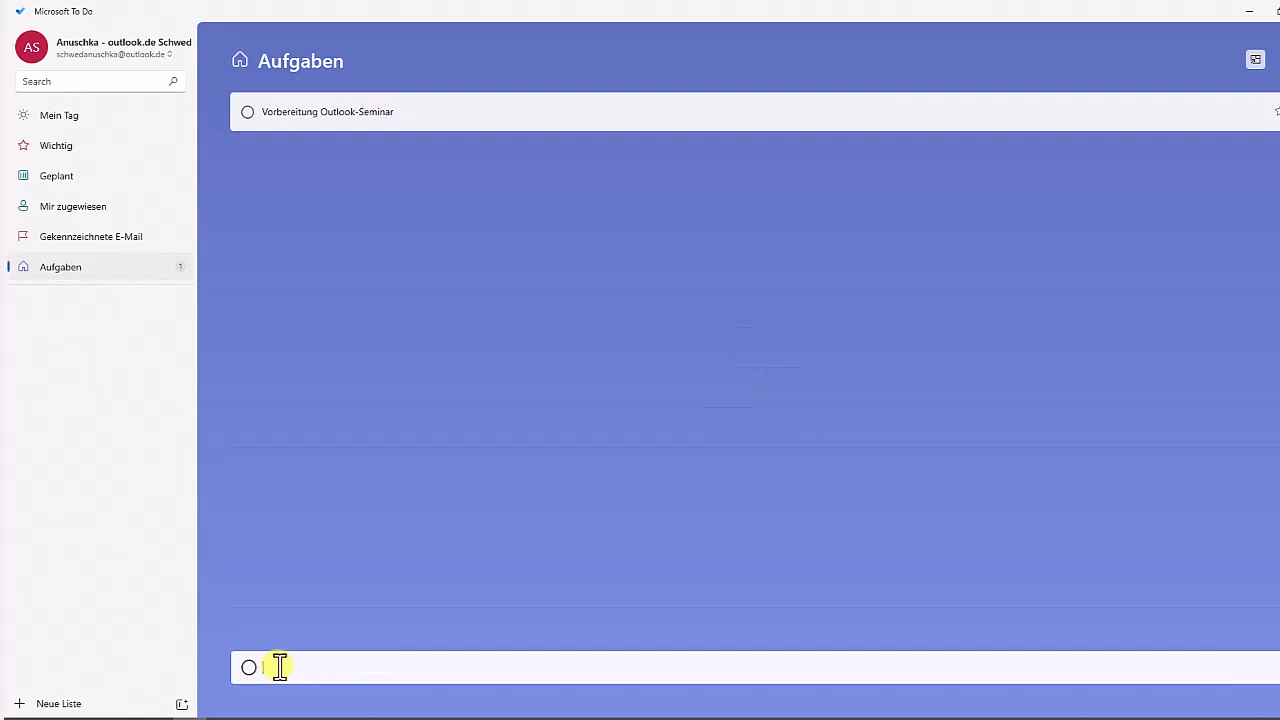 Microsoft To Do
AS
Anuschka - outlook.de Schwed
schwedanuschka@outlook.de
Search
Mein Tag
Wichtig
Geplant
Mir zugewiesen
Gekennzeichnete E-Mail
Aufgaben 1
Neue Liste
Aufgaben
Vorbereitung Outlook-Seminar